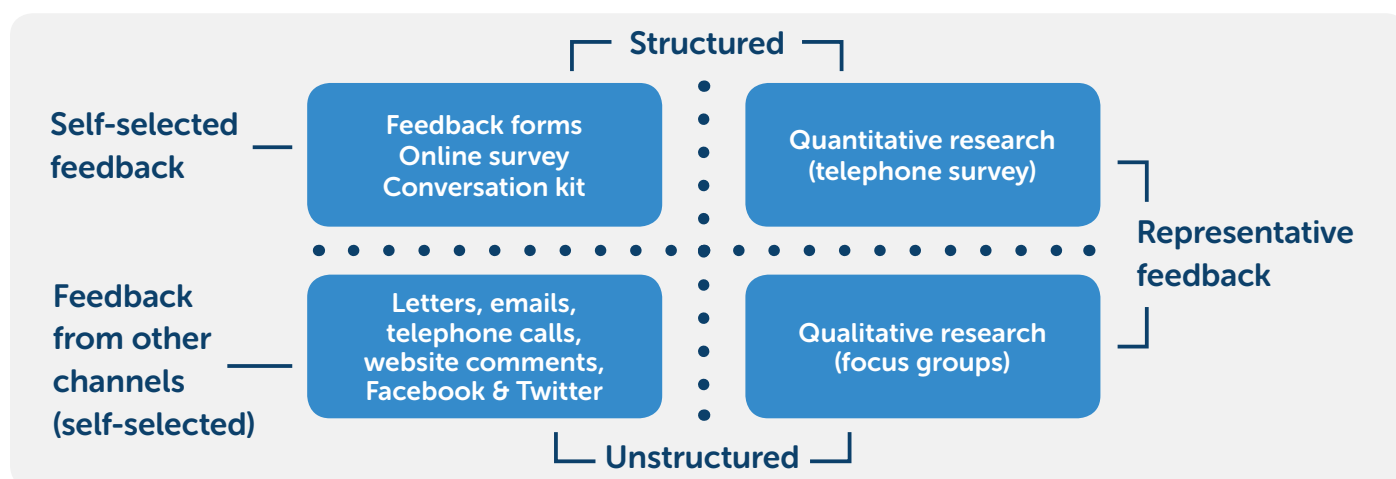 Structured
Self-selected
feedback
Feedback forms
Online survey
Conversation kit
Quantitative research
(telephone survey)
Representative
feedback
Feedback
from other
channels
(self-selected)
Letters, emails,
telephone calls,
website comments,
Facebook & Twitter
Qualitative research
(focus groups)
Unstructured